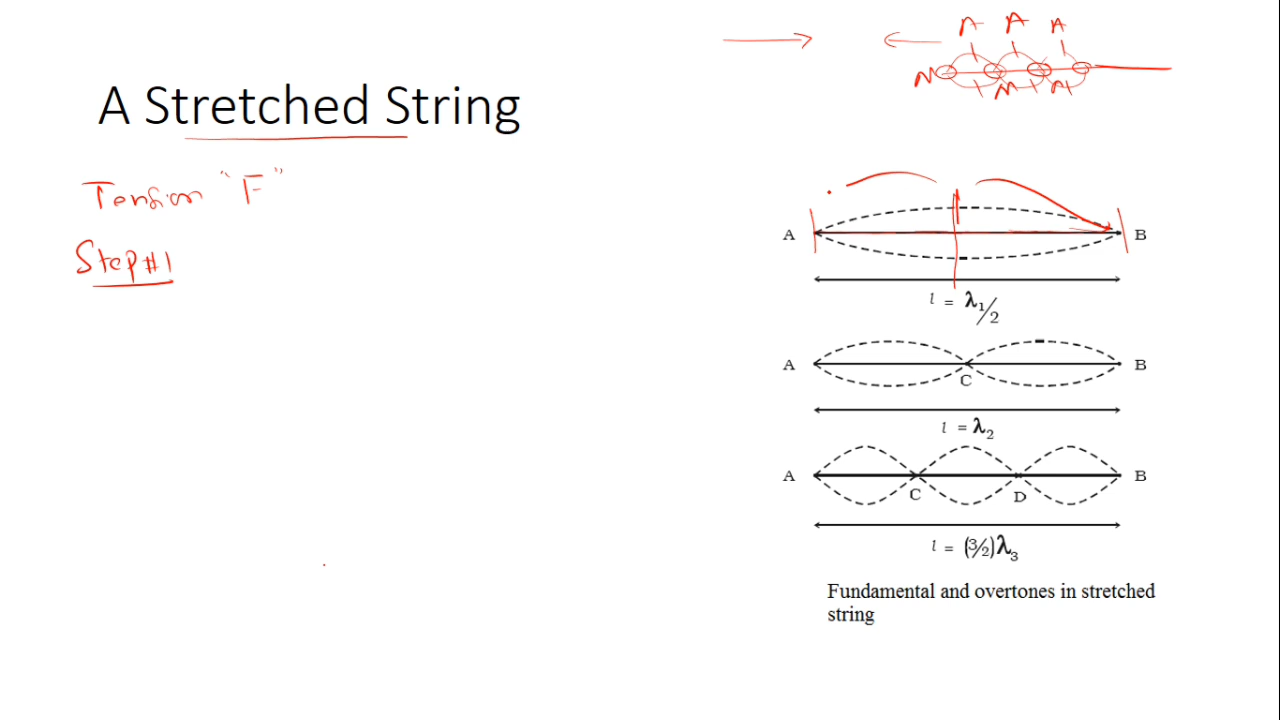 A A A
N N A
A Stretched String
Tension "F"
Step #1
A B
l = λ1/2
A C B
l = λ2
A C D B
l = (3/2)λ3
Fundamental and overtones in stretched
string